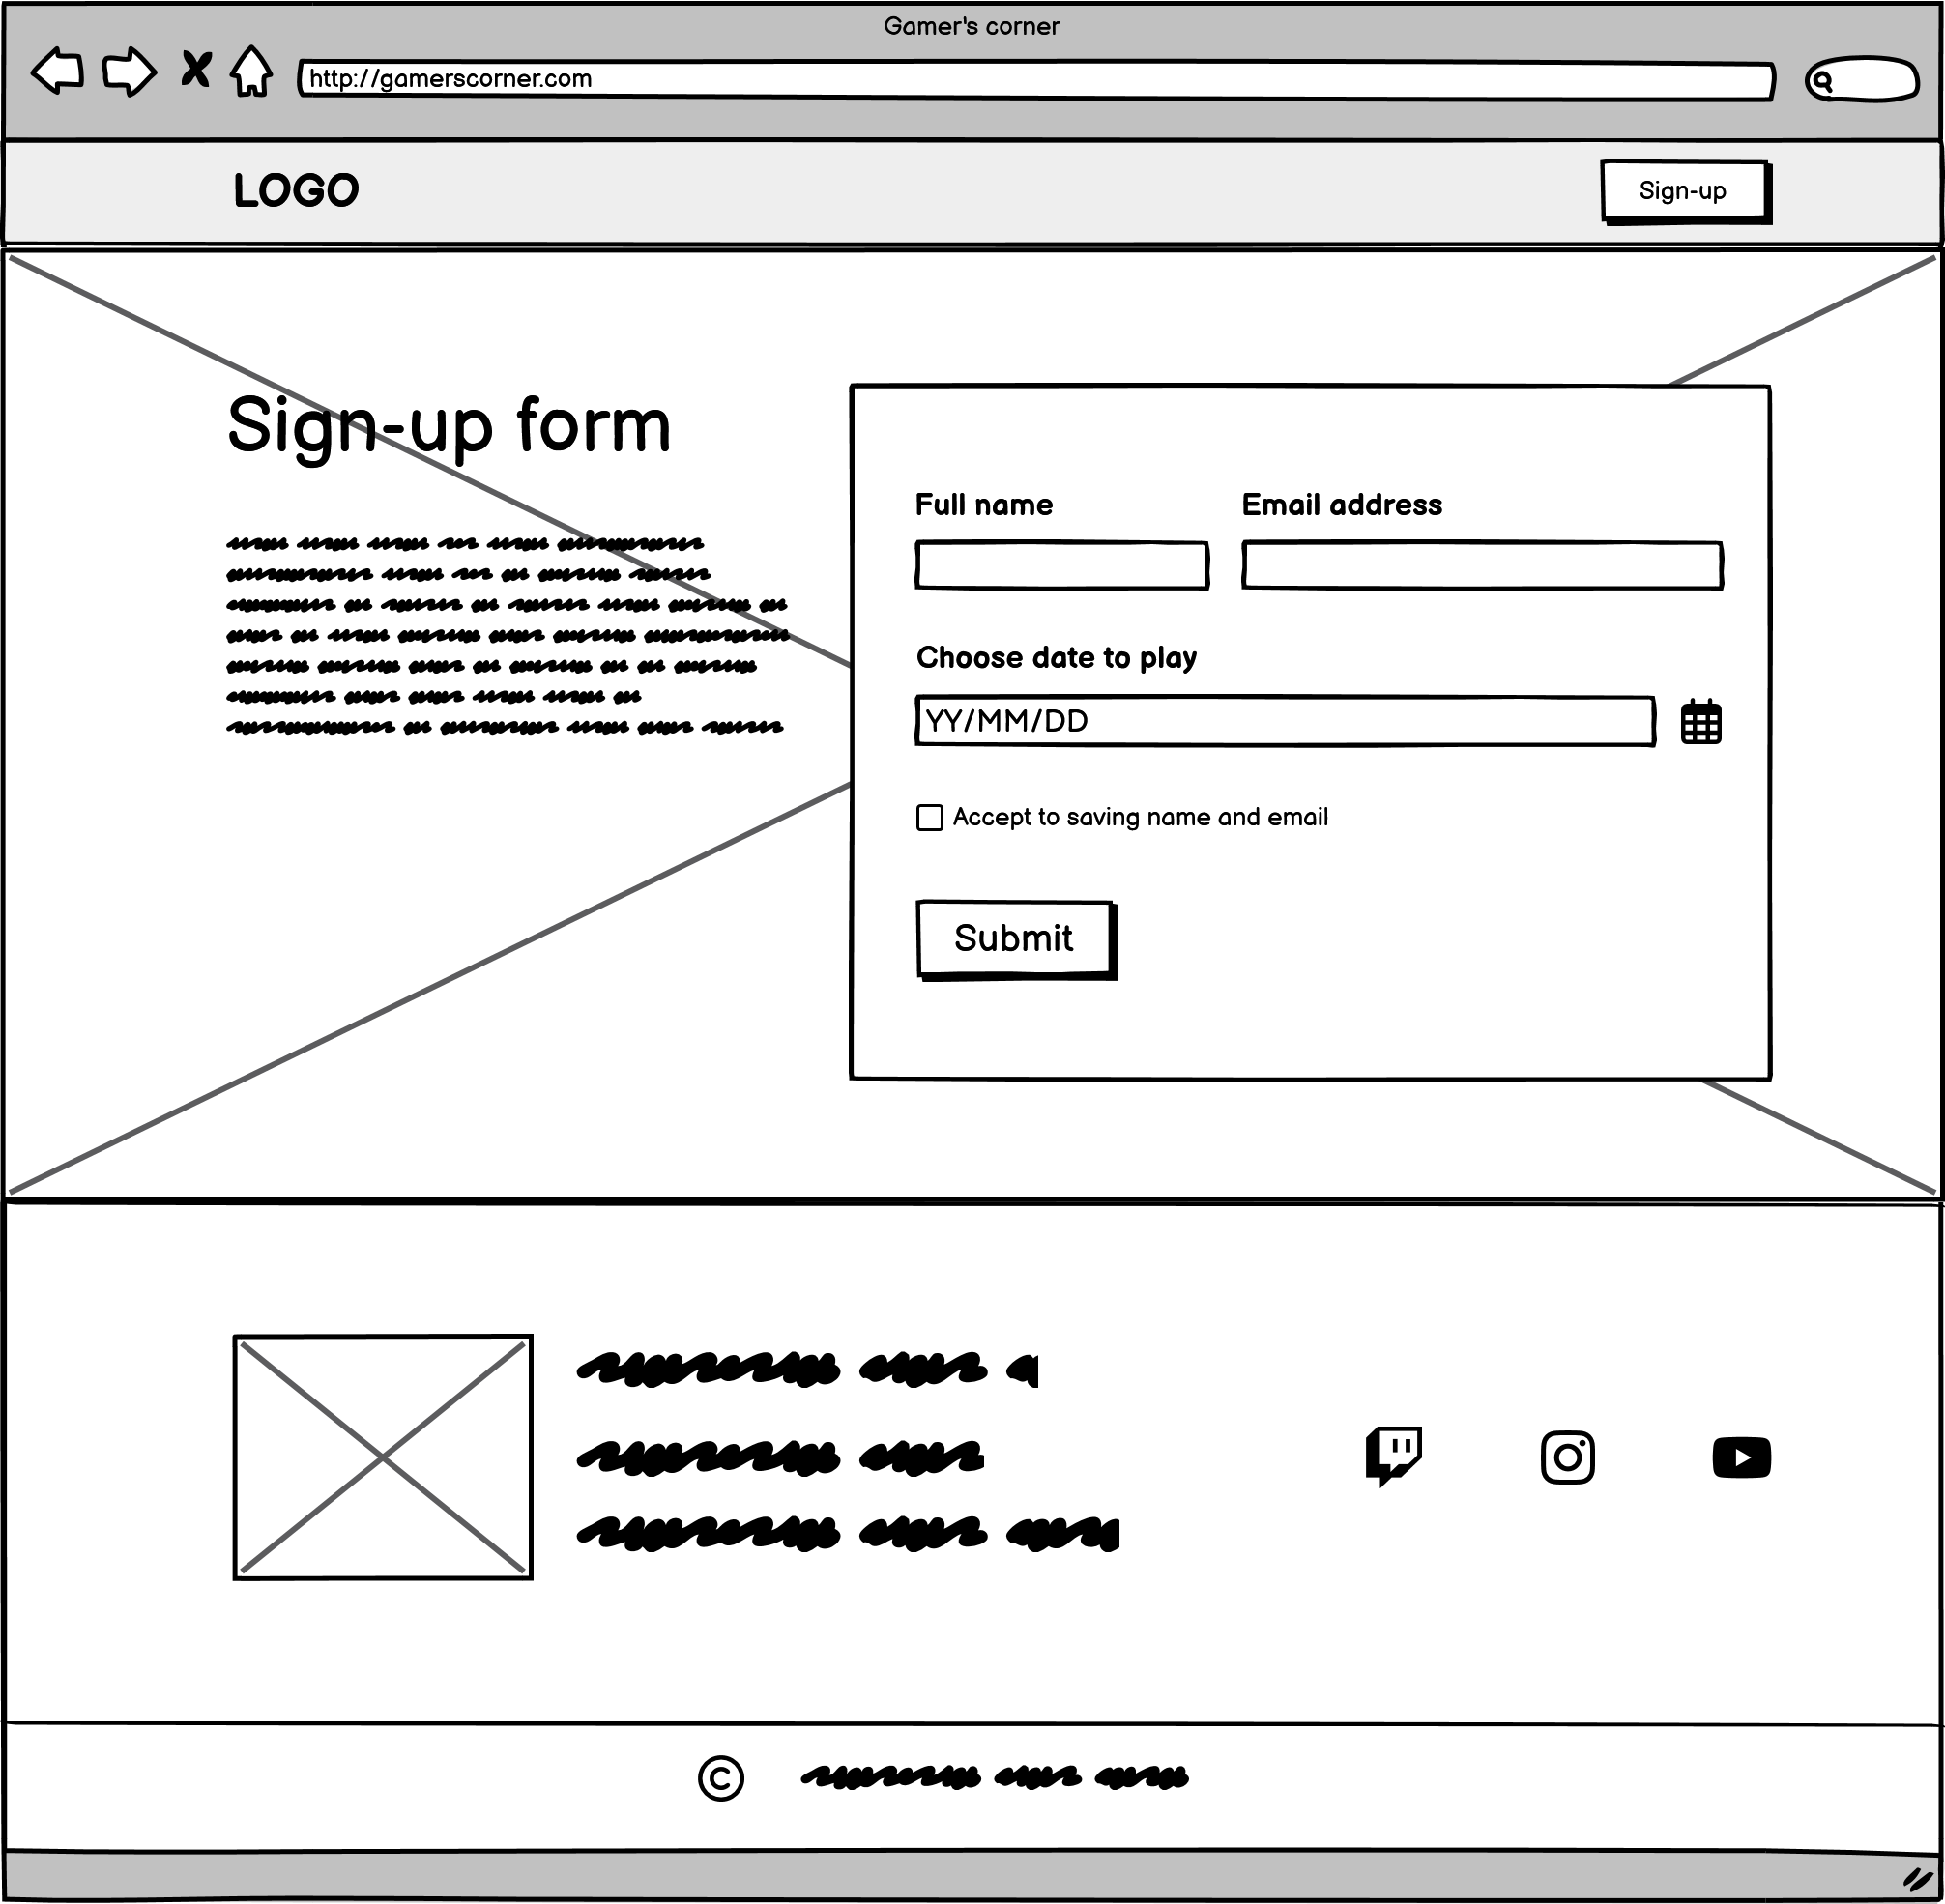 Gamer's corner
http://gamerscorner.com
LOGO
Sign-up
Sign-up form
Full name
Email address
Choose date to play
YY/MM/DD
Accept to saving name and email
Submit
©